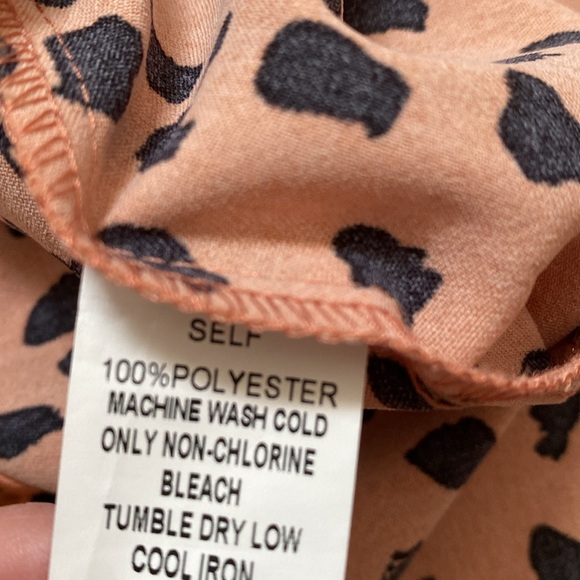 SELF
100%POLYESTER
MACHINE WASH COLD
ONLY NON-CHLORINE
BLEACH
TUMBLE DRY LOW
COOL IRON